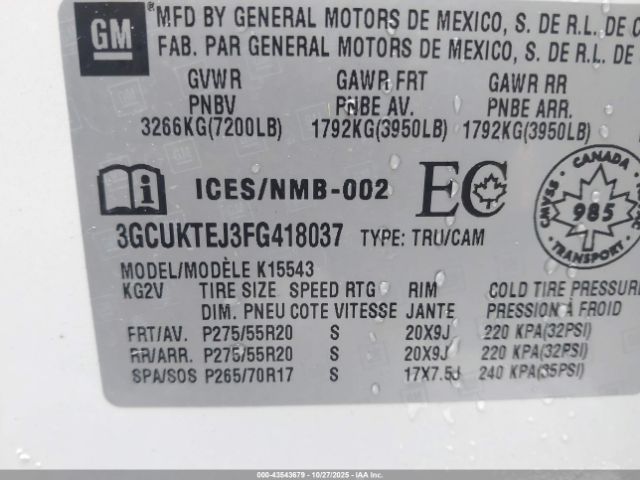 GM
®MFD BY GENERAL MOTORS DE MEXICO, S. DE R.L. DE C
FAB. PAR GENERAL MOTORS DE MEXICO, S. DE R.L. DE
GVWR GAWR FRT GAWR RR
PNBV PNBE AV. PNBE ARR.
3266KG(7200LB) 1792KG(3950LB) 1792KG(3950LB)
i ICES/NMB-002 EC
CANADA
985
CMVSS
NSVAC
3GCUKTEJ3FG418037 TYPE: TRU/CAM
MODEL/MODÈLE K15543
KG2V TIRE SIZE SPEED RTG RIM COLD TIRE PRESSURE
DIM. PNEU COTE VITESSE JANTE PRESSION À FROID
FRT/AV. P275/55R20 S 20X9J 220 KPA(32PSI)
RR/ARR. P275/55R20 S 20X9J 220 KPA(32PSI)
SPA/SOS P265/70R17 S 17X7.5J 240 KPA(35PSI)
000-43543679 | 10/27/2025 | IAA, Inc.